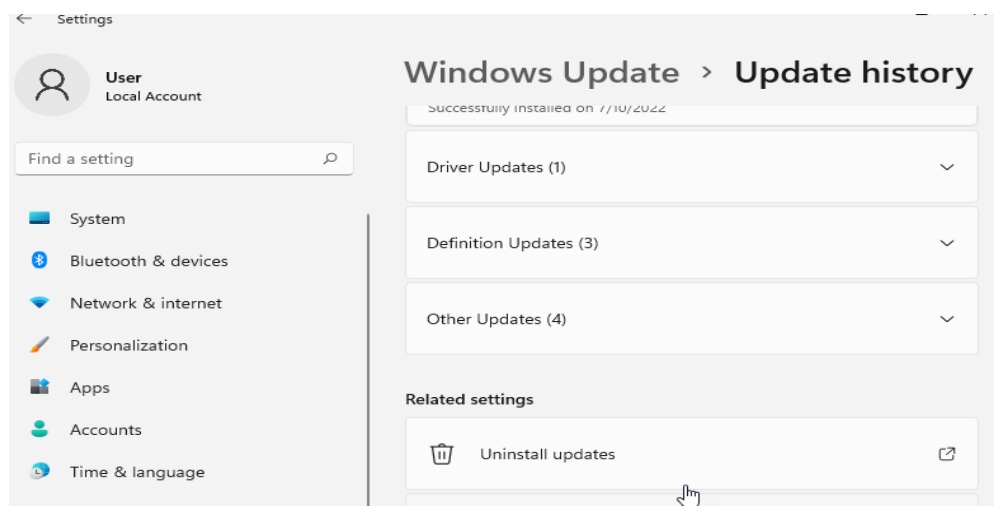 Settings
User
Local Account
Find a setting
System
Bluetooth & devices
Network & internet
Personalization
Apps
Accounts
Time & language
Windows Update > Update history
Successfully installed on 7/10/2022
Driver Updates (1)
Definition Updates (3)
Other Updates (4)
Related settings
Uninstall updates